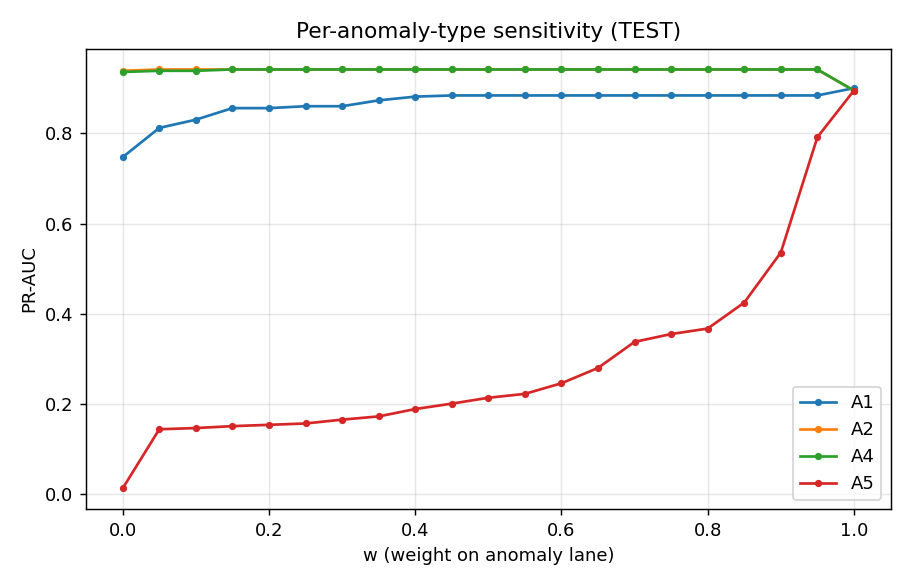 Per-anomaly-type sensitivity (TEST)
PR-AUC
0.8
0.6
0.4
0.2
0.0
A1
A2
A4
A5
0.0 0.2 0.4 0.6 0.8 1.0
w (weight on anomaly lane)